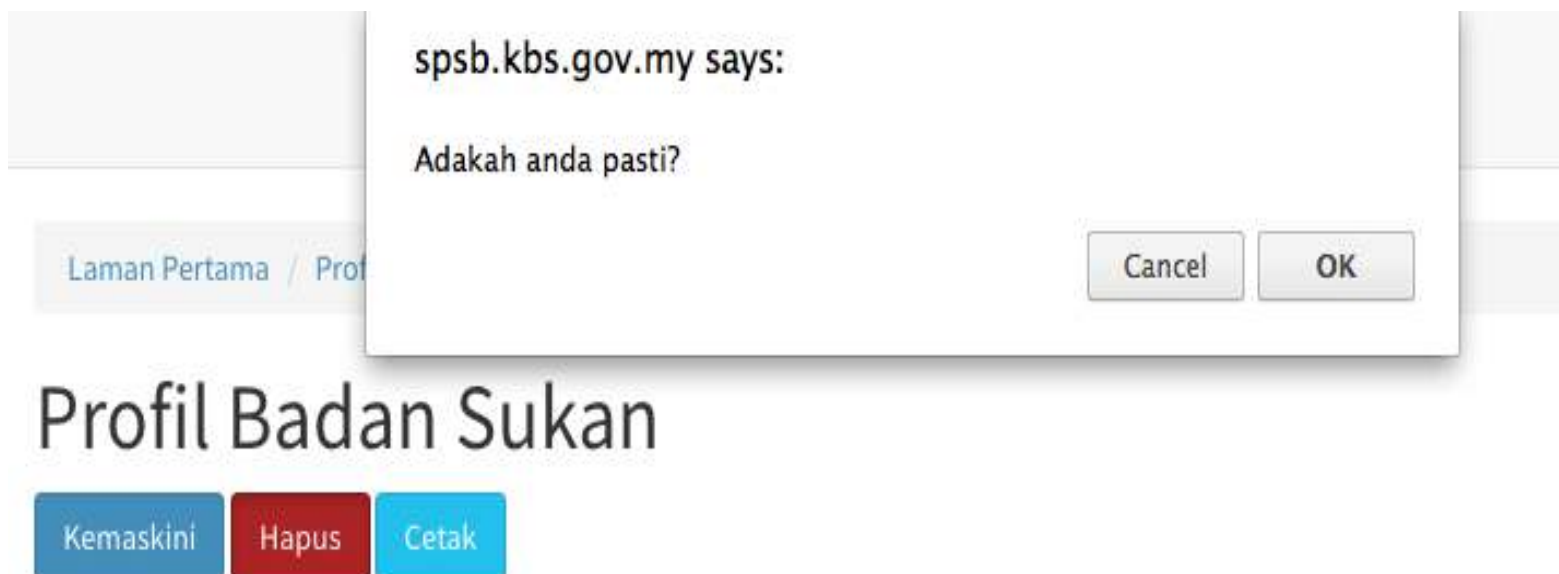 spsb.kbs.gov.my says:
Adakah anda pasti?
Cancel OK
Laman Pertama / Prof
Profil Badan Sukan
Kemaskini Hapus Cetak